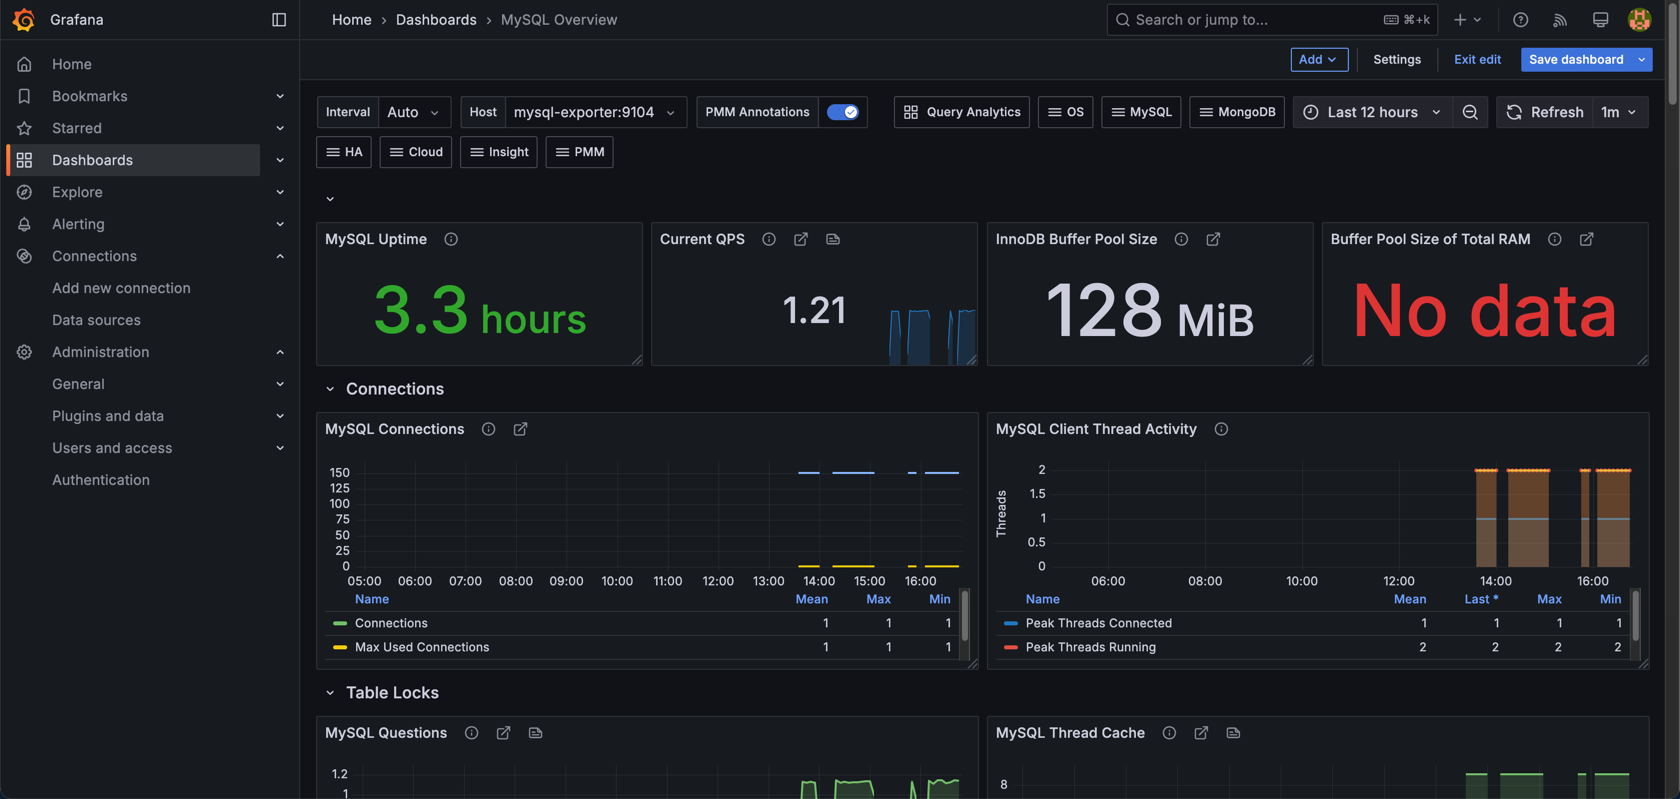 Grafana
Home › Dashboards › MySQL Overview
Search or jump to...
⌘+k
Add
Settings
Exit edit
Save dashboard
Home
Bookmarks
Starred
Dashboards
Explore
Alerting
Connections
Add new connection
Data sources
Administration
General
Plugins and data
Users and access
Authentication
Interval Auto
Host mysql-exporter:9104
PMM Annotations
Query Analytics
OS
MySQL
MongoDB
Last 12 hours
Refresh 1m
HA
Cloud
Insight
PMM
MySQL Uptime
3.3 hours
Current QPS
1.21
InnoDB Buffer Pool Size
128 MiB
Buffer Pool Size of Total RAM
No data
Connections
MySQL Connections
150
125
100
75
50
25
0
05:00 06:00 07:00 08:00 09:00 10:00 11:00 12:00 13:00 14:00 15:00 16:00
Name Mean Max Min
Connections 1 1 1
Max Used Connections 1 1 1
MySQL Client Thread Activity
Threads
2
1.5
1
0.5
0
06:00 08:00 10:00 12:00 14:00 16:00
Name Mean Last * Max Min
Peak Threads Connected 1 1 1 1
Peak Threads Running 2 2 2 2
Table Locks
MySQL Questions
1.2
1
MySQL Thread Cache
8